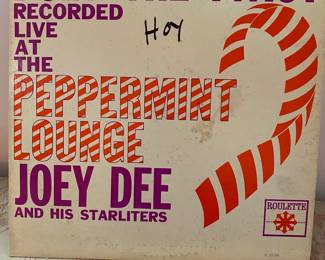 RECORDED
LIVE
AT
THE
Hoy
PEPPERMINT
LOUNGE
JOEY DEE
AND HIS STARLITERS
ROULETTE